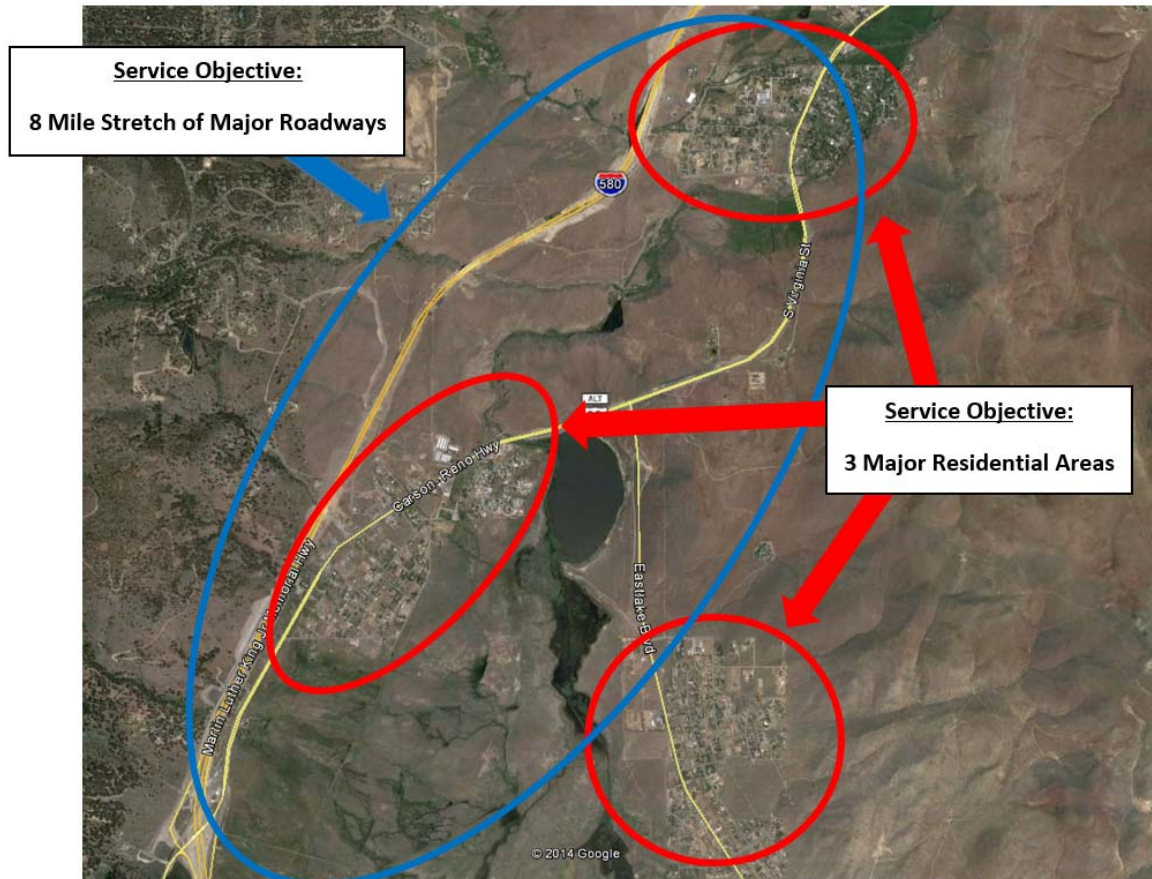 Service Objective:
8 Mile Stretch of Major Roadways
580
S Virginia St
ALT
Service Objective:
3 Major Residential Areas
Carson-Reno Hwy
Martin Luther King Jr Memorial Hwy
Eastlake Blvd
© 2014 Google